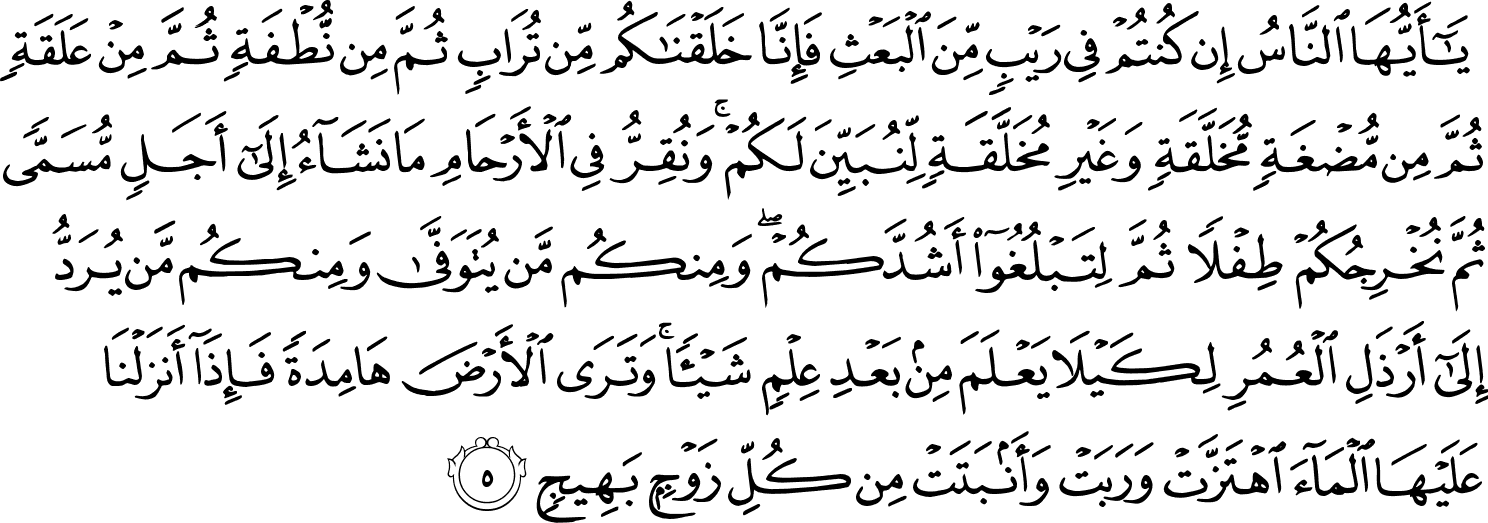 يَـٰٓأَيُّهَا ٱلنَّاسُ إِن كُنتُمۡ فِي رَيۡبٖ مِّنَ ٱلۡبَعۡثِ فَإِنَّا خَلَقۡنَـٰكُم مِّن تُرَابٖ ثُمَّ مِن نُّطۡفَةٖ ثُمَّ مِنۡ عَلَقَةٖ
ثُمَّ مِن مُّضۡغَةٖ مُّخَلَّقَةٖ وَغَيۡرِ مُخَلَّقَةٖ لِّنُبَيِّنَ لَكُمۡۚ وَنُقِرُّ فِي ٱلۡأَرۡحَامِ مَا نَشَآءُ إِلَىٰٓ أَجَلٖ مُّسَمّٗى
ثُمَّ نُخۡرِجُكُمۡ طِفۡلٗا ثُمَّ لِتَبۡلُغُوٓاْ أَشُدَّكُمۡۖ وَمِنكُم مَّن يُتَوَفَّىٰ وَمِنكُم مَّن يُرَدُّ
إِلَىٰٓ أَرۡذَلِ ٱلۡعُمُرِ لِكَيۡلَا يَعۡلَمَ مِنۢ بَعۡدِ عِلۡمٖ شَيۡـٔٗاۚ وَتَرَى ٱلۡأَرۡضَ هَامِدَةٗ فَإِذَآ أَنزَلۡنَا
عَلَيۡهَا ٱلۡمَآءَ ٱهۡتَزَّتۡ وَرَبَتۡ وَأَنۢبَتَتۡ مِن كُلِّ زَوۡجِۭ بَهِيجٖ ٥